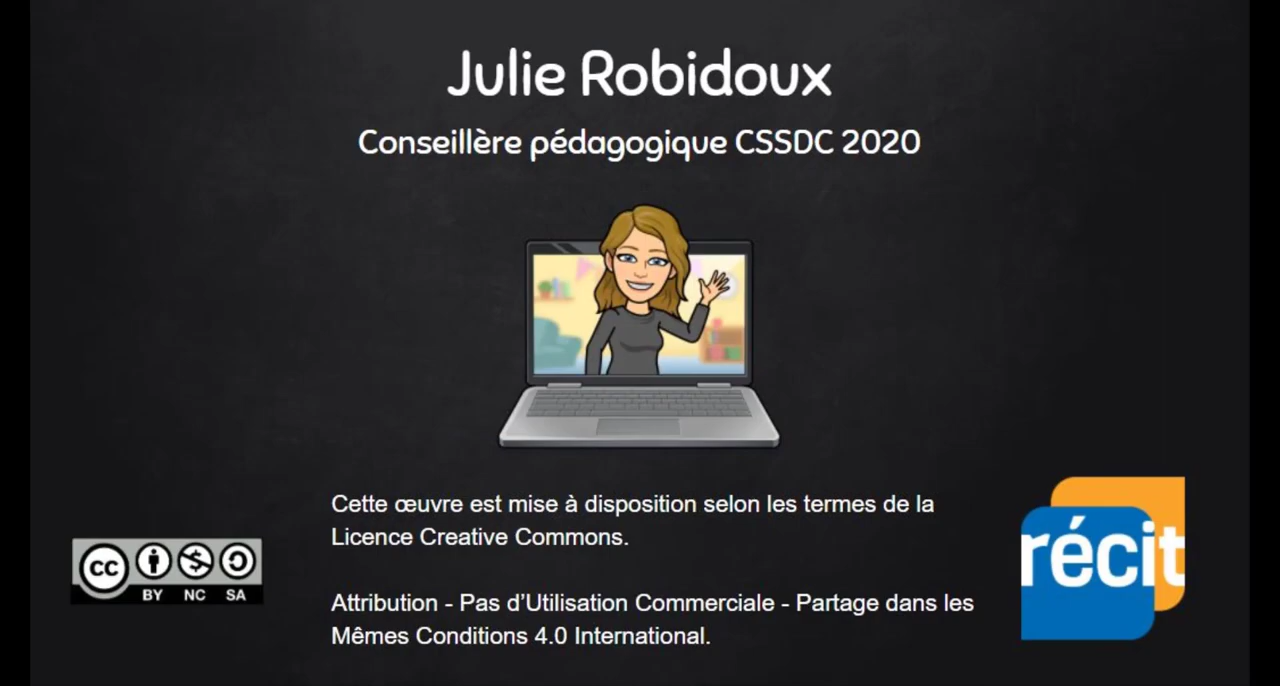 Julie Robidoux
Conseillère pédagogique CSSDC 2020
Cette œuvre est mise à disposition selon les termes de la
Licence Creative Commons.
Attribution - Pas d'Utilisation Commerciale - Partage dans les
Mêmes Conditions 4.0 International.
cc
BY NC SA
récit